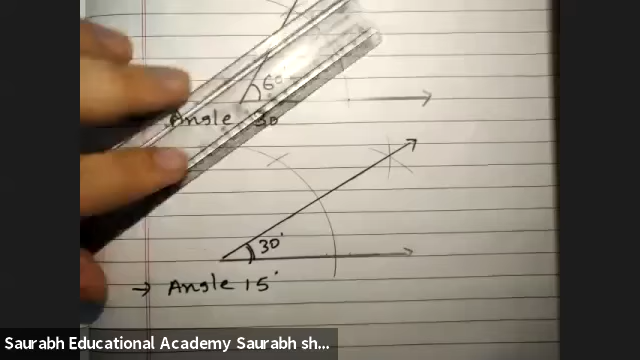 60
Angle 30
30°
→ Angle 15°
Saurabh Educational Academy Saurabh sh...